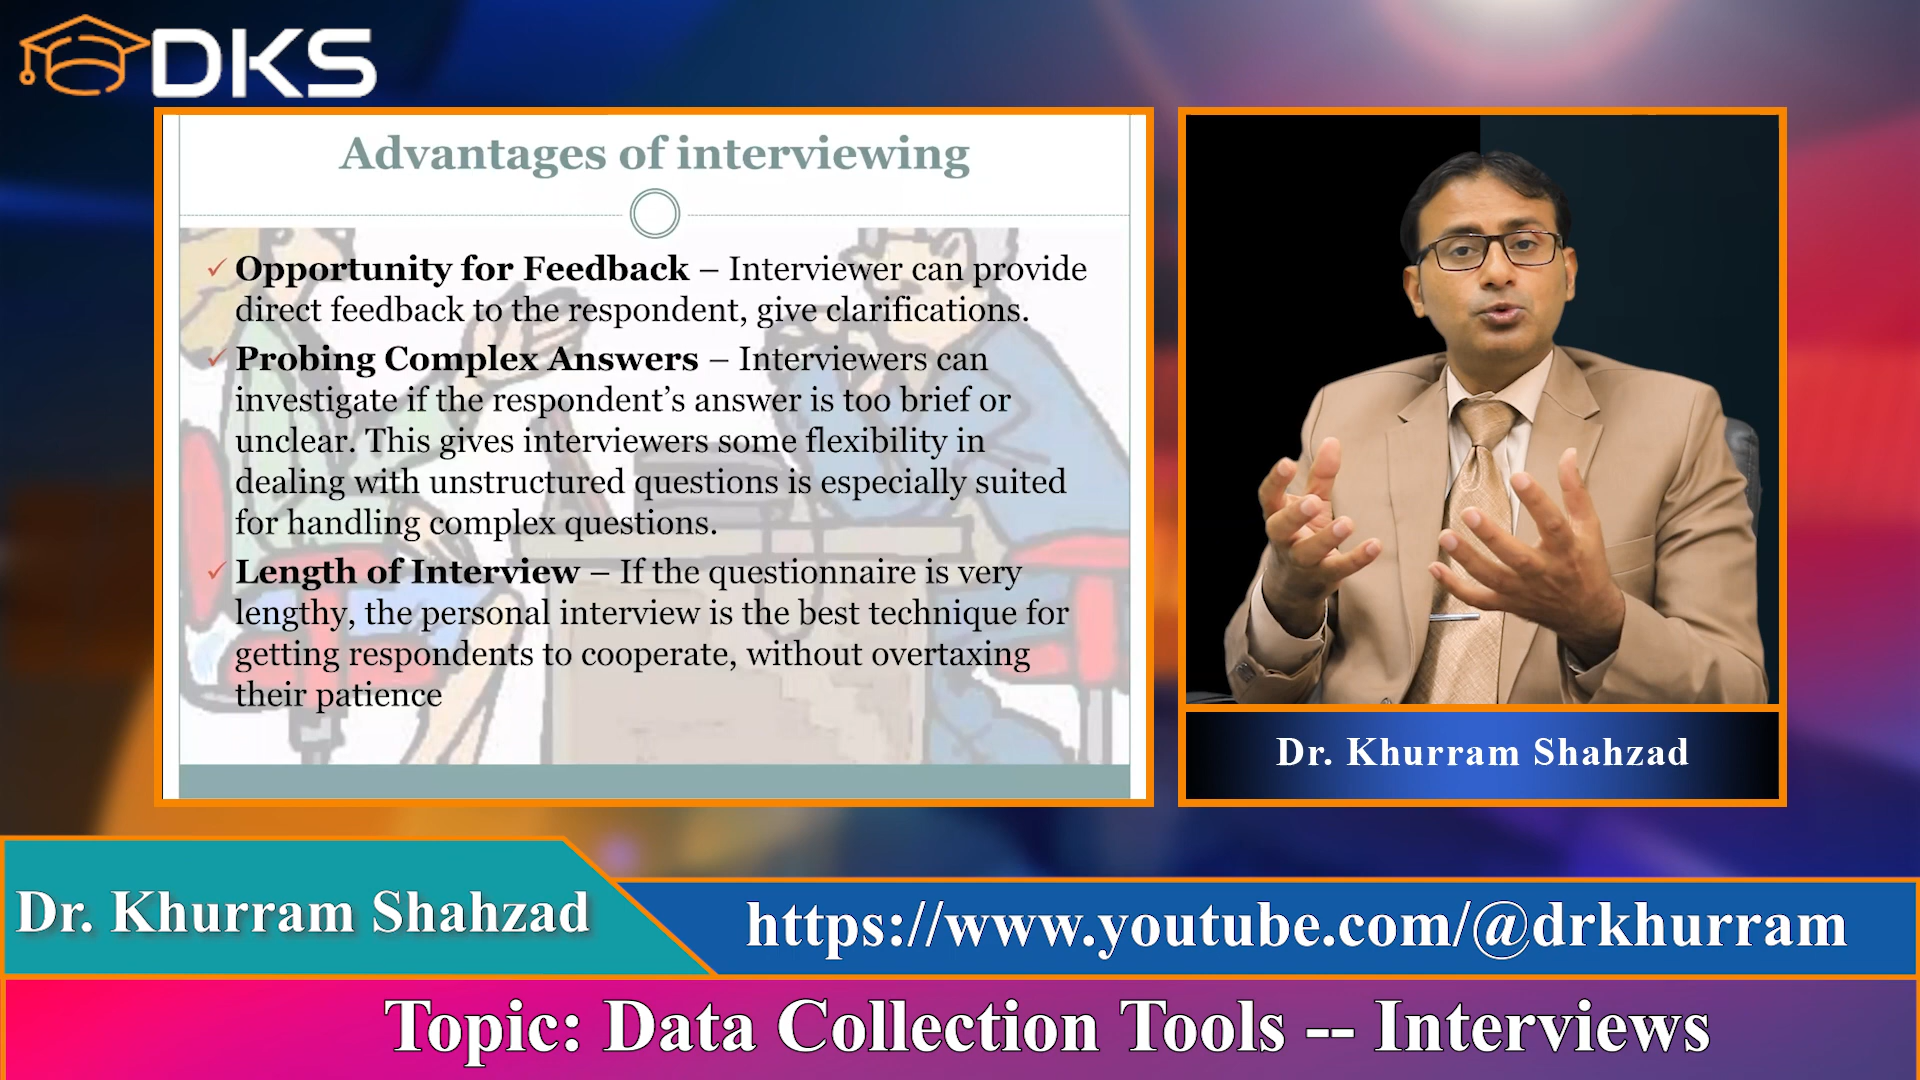 DKS
Advantages of interviewing
✓ Opportunity for Feedback – Interviewer can provide
direct feedback to the respondent, give clarifications.
✓ Probing Complex Answers – Interviewers can
investigate if the respondent’s answer is too brief or
unclear. This gives interviewers some flexibility in
dealing with unstructured questions is especially suited
for handling complex questions.
✓ Length of Interview – If the questionnaire is very
lengthy, the personal interview is the best technique for
getting respondents to cooperate, without overtaxing
their patience
Dr. Khurram Shahzad
Dr. Khurram Shahzad
https://www.youtube.com/@drkhurram
Topic: Data Collection Tools -- Interviews